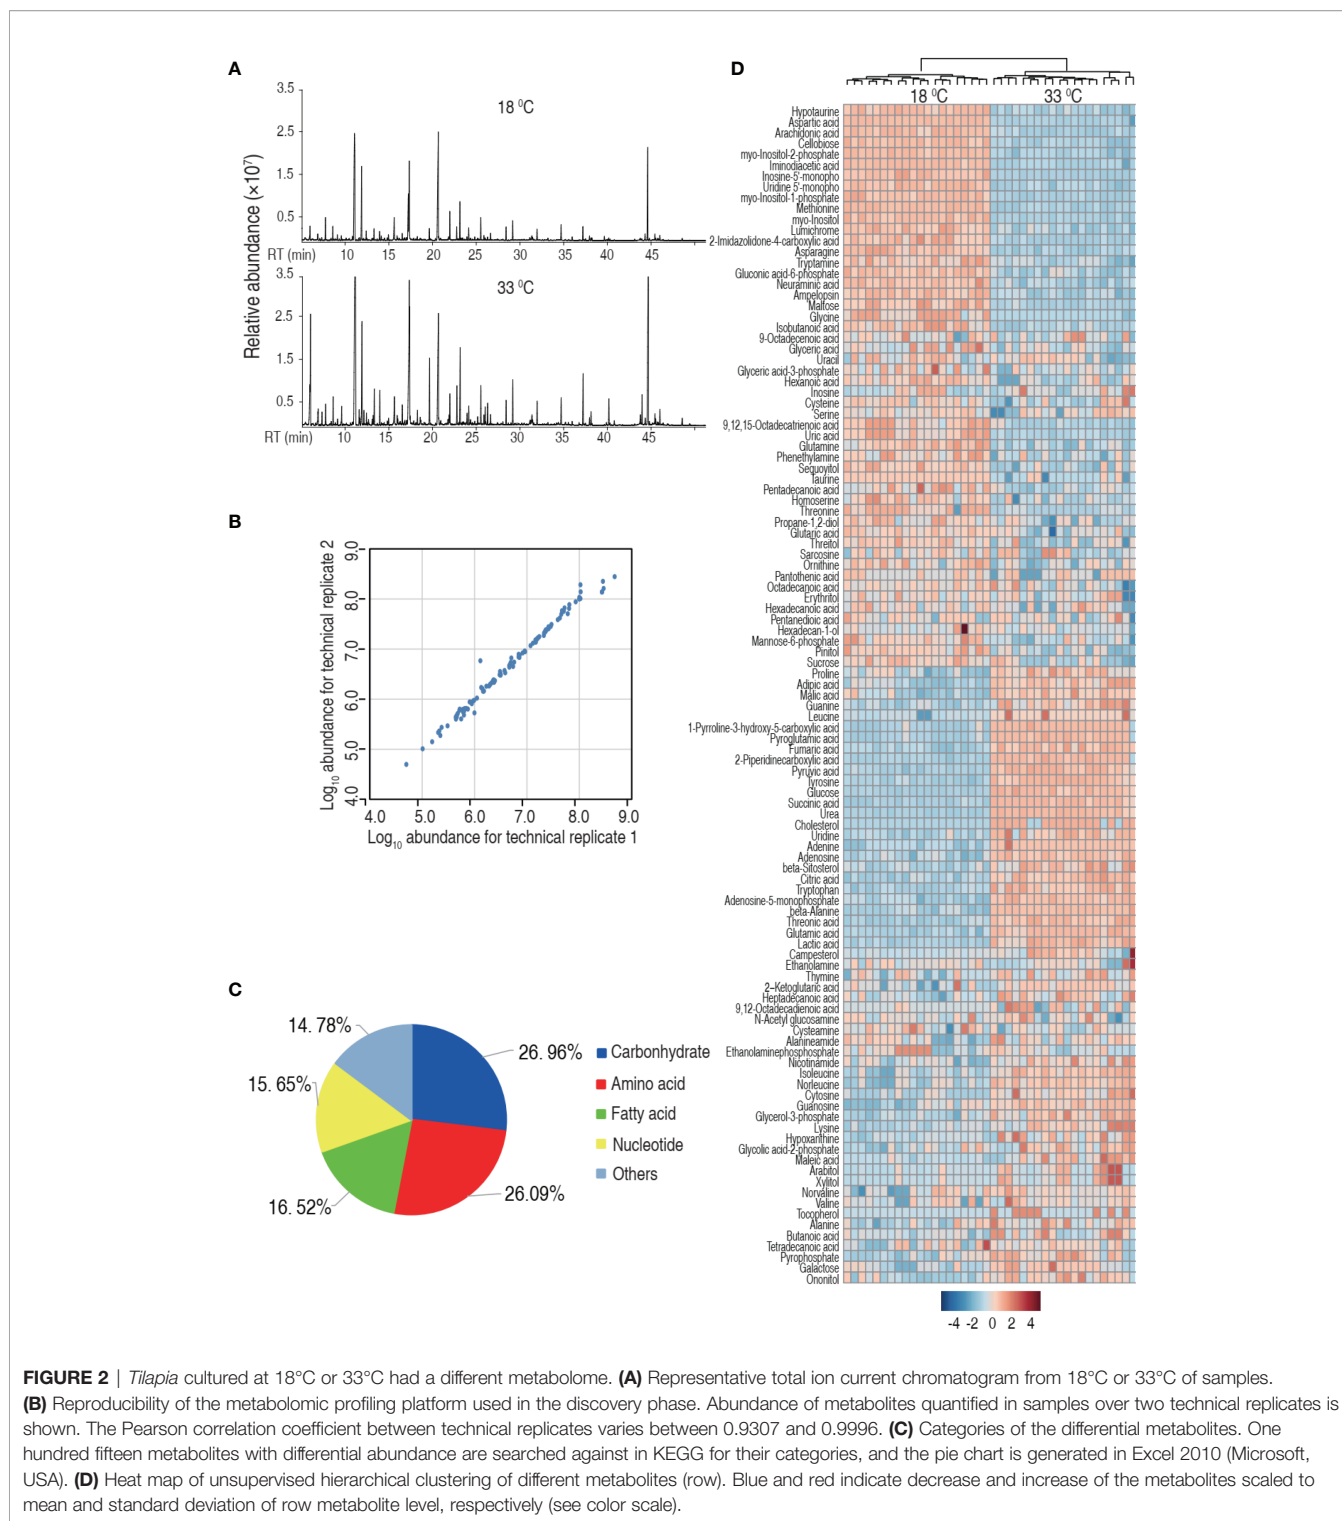 A
18 ⁰C
3.5
2.5
1.5
0.5
RT (min) 10 15 20 25 30 35 40 45
Relative abundance (×10⁷)
33 ⁰C
3.5
2.5
1.5
0.5
RT (min) 10 15 20 25 30 35 40 45
B
Log₁₀ abundance for technical replicate 2
9.0
8.0
7.0
6.0
5.0
4.0
4.0 5.0 6.0 7.0 8.0 9.0
Log₁₀ abundance for technical replicate 1
C
14.78%
15.65%
16.52%
26.09%
26.96%
Carbonhydrate
Amino acid
Fatty acid
Nucleotide
Others
D
18 ⁰C 33 ⁰C
Hypotaurine
Aspartic acid
Arachidonic acid
Cellobiose
myo-Inositol-2-phosphate
Iminodiacetic acid
Inosine-5'-monopho
Uridine 5'-monopho
myo-Inositol-1-phosphate
Methionine
myo-Inositol
Lumichrome
2-Imidazolidone-4-carboxylic acid
Asparagine
Tryptamine
Gluconic acid-6-phosphate
Neuraminic acid
Ampelopsin
Maltose
Glycine
Isobutanoic acid
9-Octadecenoic acid
Glyceric acid
Uracil
Glyceric acid-3-phosphate
Hexanoic acid
Inosine
Cysteine
Serine
9,12,15-Octadecatrienoic acid
Uric acid
Glutamine
Phenethylamine
Sequoyitol
Taurine
Pentadecanoic acid
Homoserine
Threonine
Propane-1,2-diol
Glutaric acid
Threitol
Sarcosine
Ornithine
Pantothenic acid
Octadecanoic acid
Erythritol
Hexadecanoic acid
Pentanedioic acid
Hexadecan-1-ol
Mannose-6-phosphate
Pinitol
Sucrose
Proline
Adipic acid
Malic acid
Guanine
Leucine
1-Pyrroline-3-hydroxy-5-carboxylic acid
Pyroglutamic acid
Fumaric acid
2-Piperidinecarboxylic acid
Pyruvic acid
Tyrosine
Glucose
Succinic acid
Urea
Cholesterol
Uridine
Adenine
Adenosine
beta-Sitosterol
Citric acid
Tryptophan
Adenosine-5-monophosphate
beta-Alanine
Threonic acid
Glutamic acid
Lactic acid
Campesterol
Ethanolamine
Thymine
2-Ketoglutaric acid
Heptadecanoic acid
9,12-Octadecadienoic acid
N-Acetyl glucosamine
Cysteamine
Alanineamide
Ethanolaminephosphate
Nicotinamide
Isoleucine
Norleucine
Cytosine
Guanosine
Glycerol-3-phosphate
Lysine
Hypoxanthine
Glycolic acid-2-phosphate
Maleic acid
Arabitol
Xylitol
Norvaline
Valine
Tocopherol
Alanine
Butanoic acid
Tetradecanoic acid
Pyrophosphate
Galactose
Ononitol
-4 -2 0 2 4
FIGURE 2 | Tilapia cultured at 18°C or 33°C had a different metabolome. (A) Representative total ion current chromatogram from 18°C or 33°C of samples.
(B) Reproducibility of the metabolomic profiling platform used in the discovery phase. Abundance of metabolites quantified in samples over two technical replicates is
shown. The Pearson correlation coefficient between technical replicates varies between 0.9307 and 0.9996. (C) Categories of the differential metabolites. One
hundred fifteen metabolites with differential abundance are searched against in KEGG for their categories, and the pie chart is generated in Excel 2010 (Microsoft,
USA). (D) Heat map of unsupervised hierarchical clustering of different metabolites (row). Blue and red indicate decrease and increase of the metabolites scaled to
mean and standard deviation of row metabolite level, respectively (see color scale).